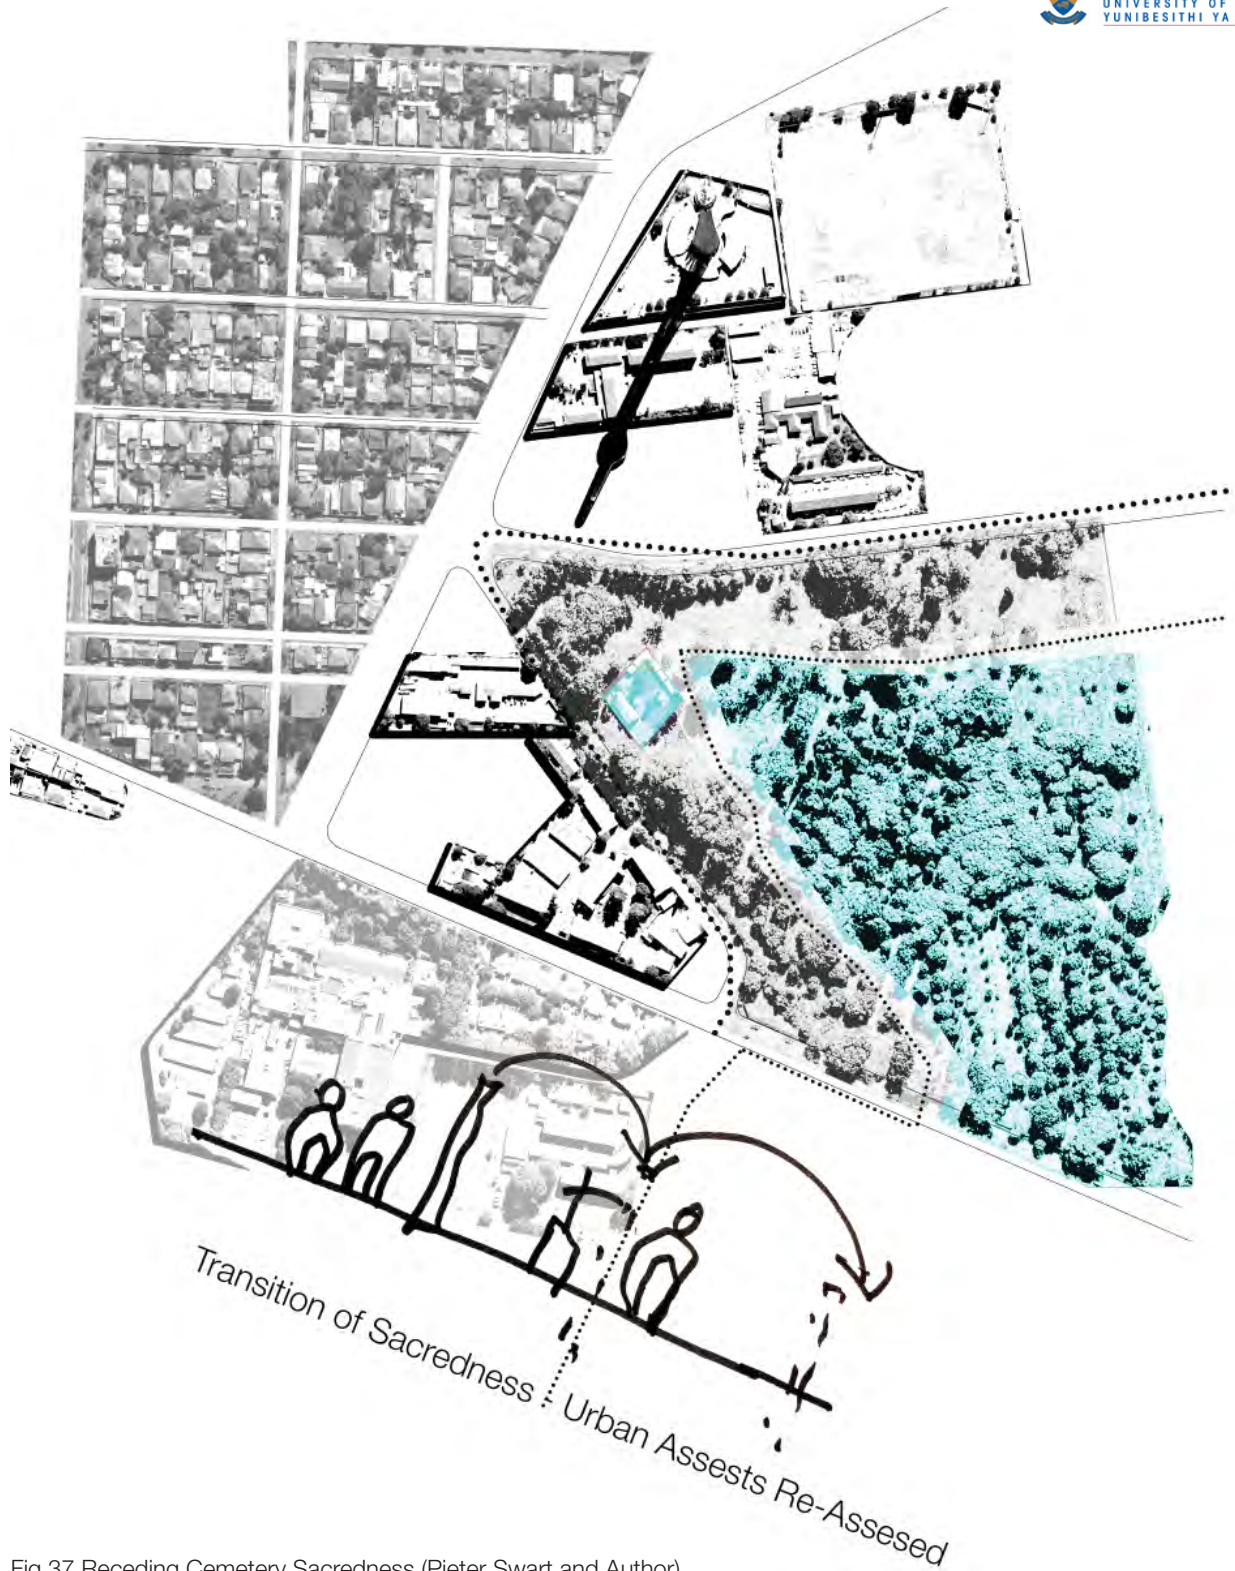 UNIVERSITY OF
YUNIBESITHI YA
Transition of Sacredness - Urban Assests Re-Assesed
Fig 37 Receding Cemetery Sacredness (Pieter Swart and Author)